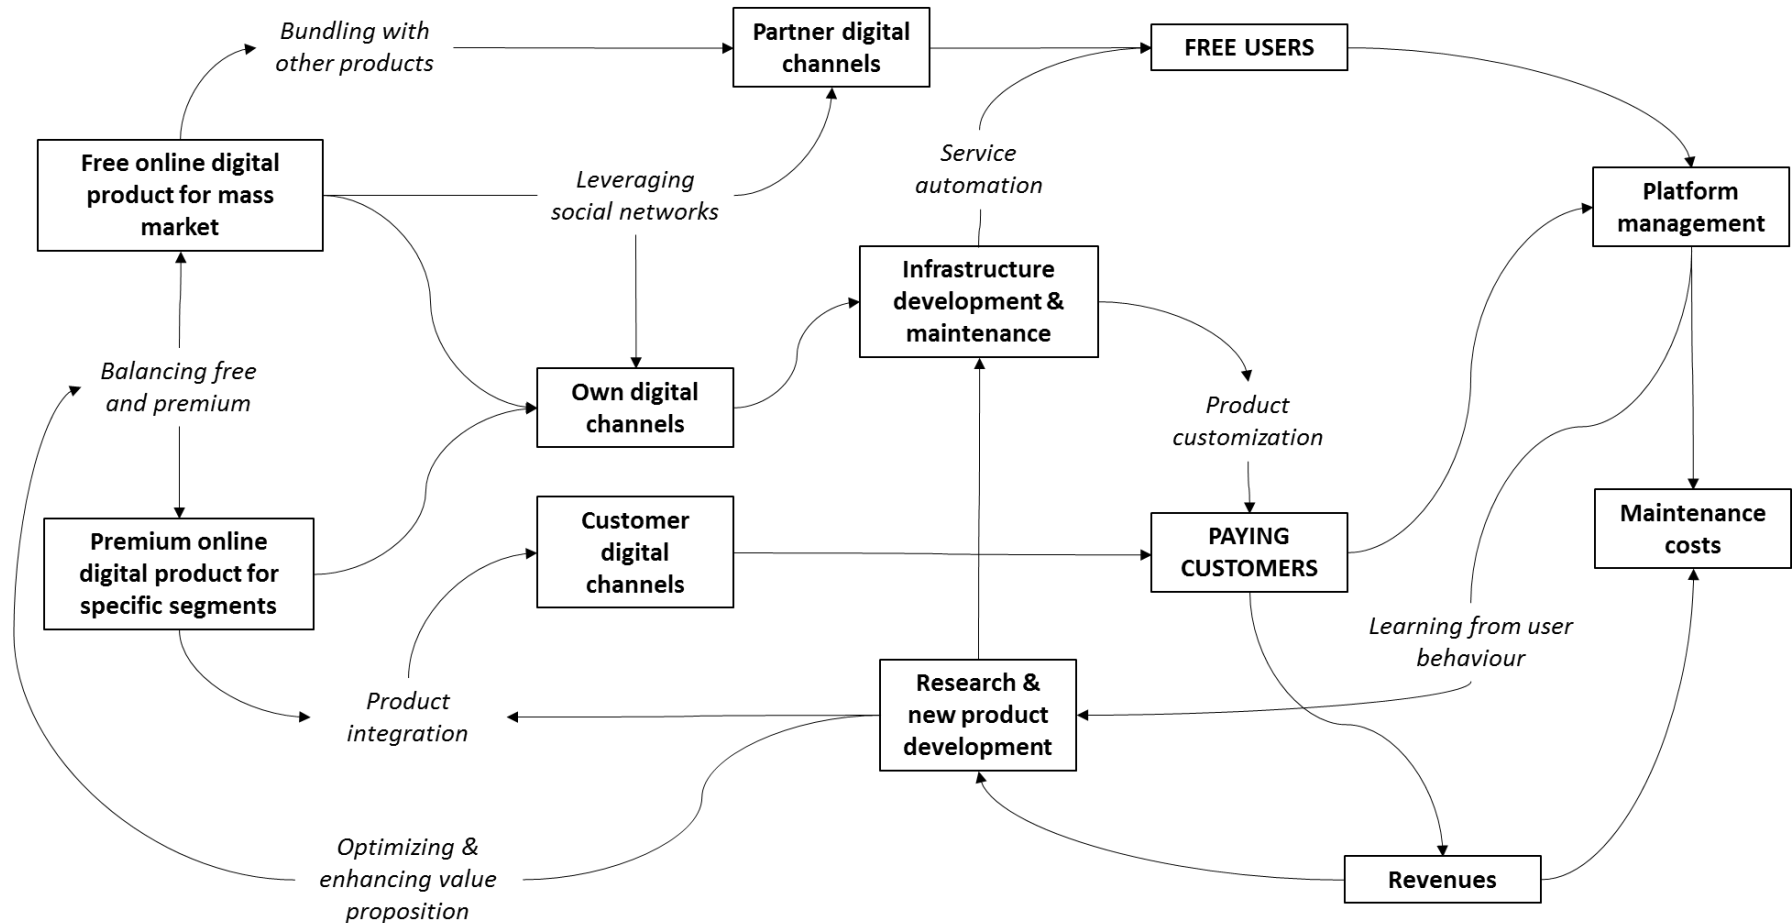 Bundling with
other products
Partner digital
channels
FREE USERS
Free online digital
product for mass
market
Leveraging
social networks
Service
automation
Platform
management
Infrastructure
development &
maintenance
Balancing free
and premium
Own digital
channels
Product
customization
Premium online
digital product for
specific segments
Customer
digital
channels
PAYING
CUSTOMERS
Maintenance
costs
Learning from user
behaviour
Product
integration
Research &
new product
development
Optimizing &
enhancing value
proposition
Revenues